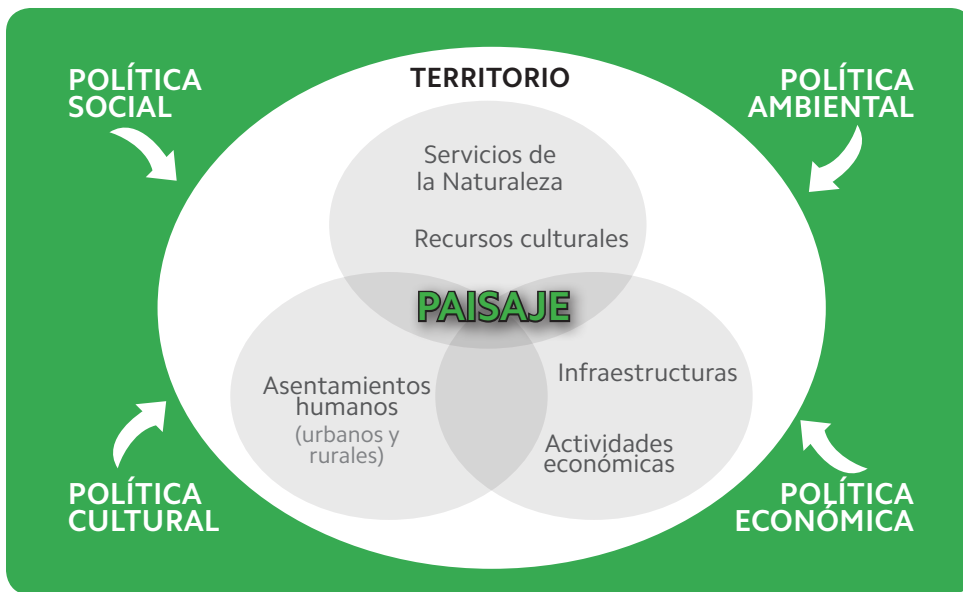 TERRITORIO
POLÍTICA
SOCIAL
POLÍTICA
AMBIENTAL
Servicios de
la Naturaleza
Recursos culturales
PAISAJE
Asentamientos
humanos
(urbanos y
rurales)
Infraestructuras
Actividades
económicas
POLÍTICA
CULTURAL
POLÍTICA
ECONÓMICA